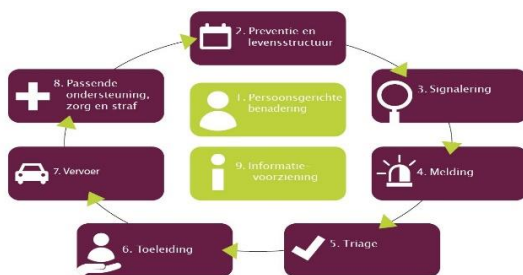 2. Preventie en
levensstructuur
8. Passende
ondersteuning,
zorg en straf
1. Persoonsgerichte
benadering
3. Signalering
7. Vervoer
9. Informatie-
voorziening
4. Melding
6. Toeleiding
5. Triage